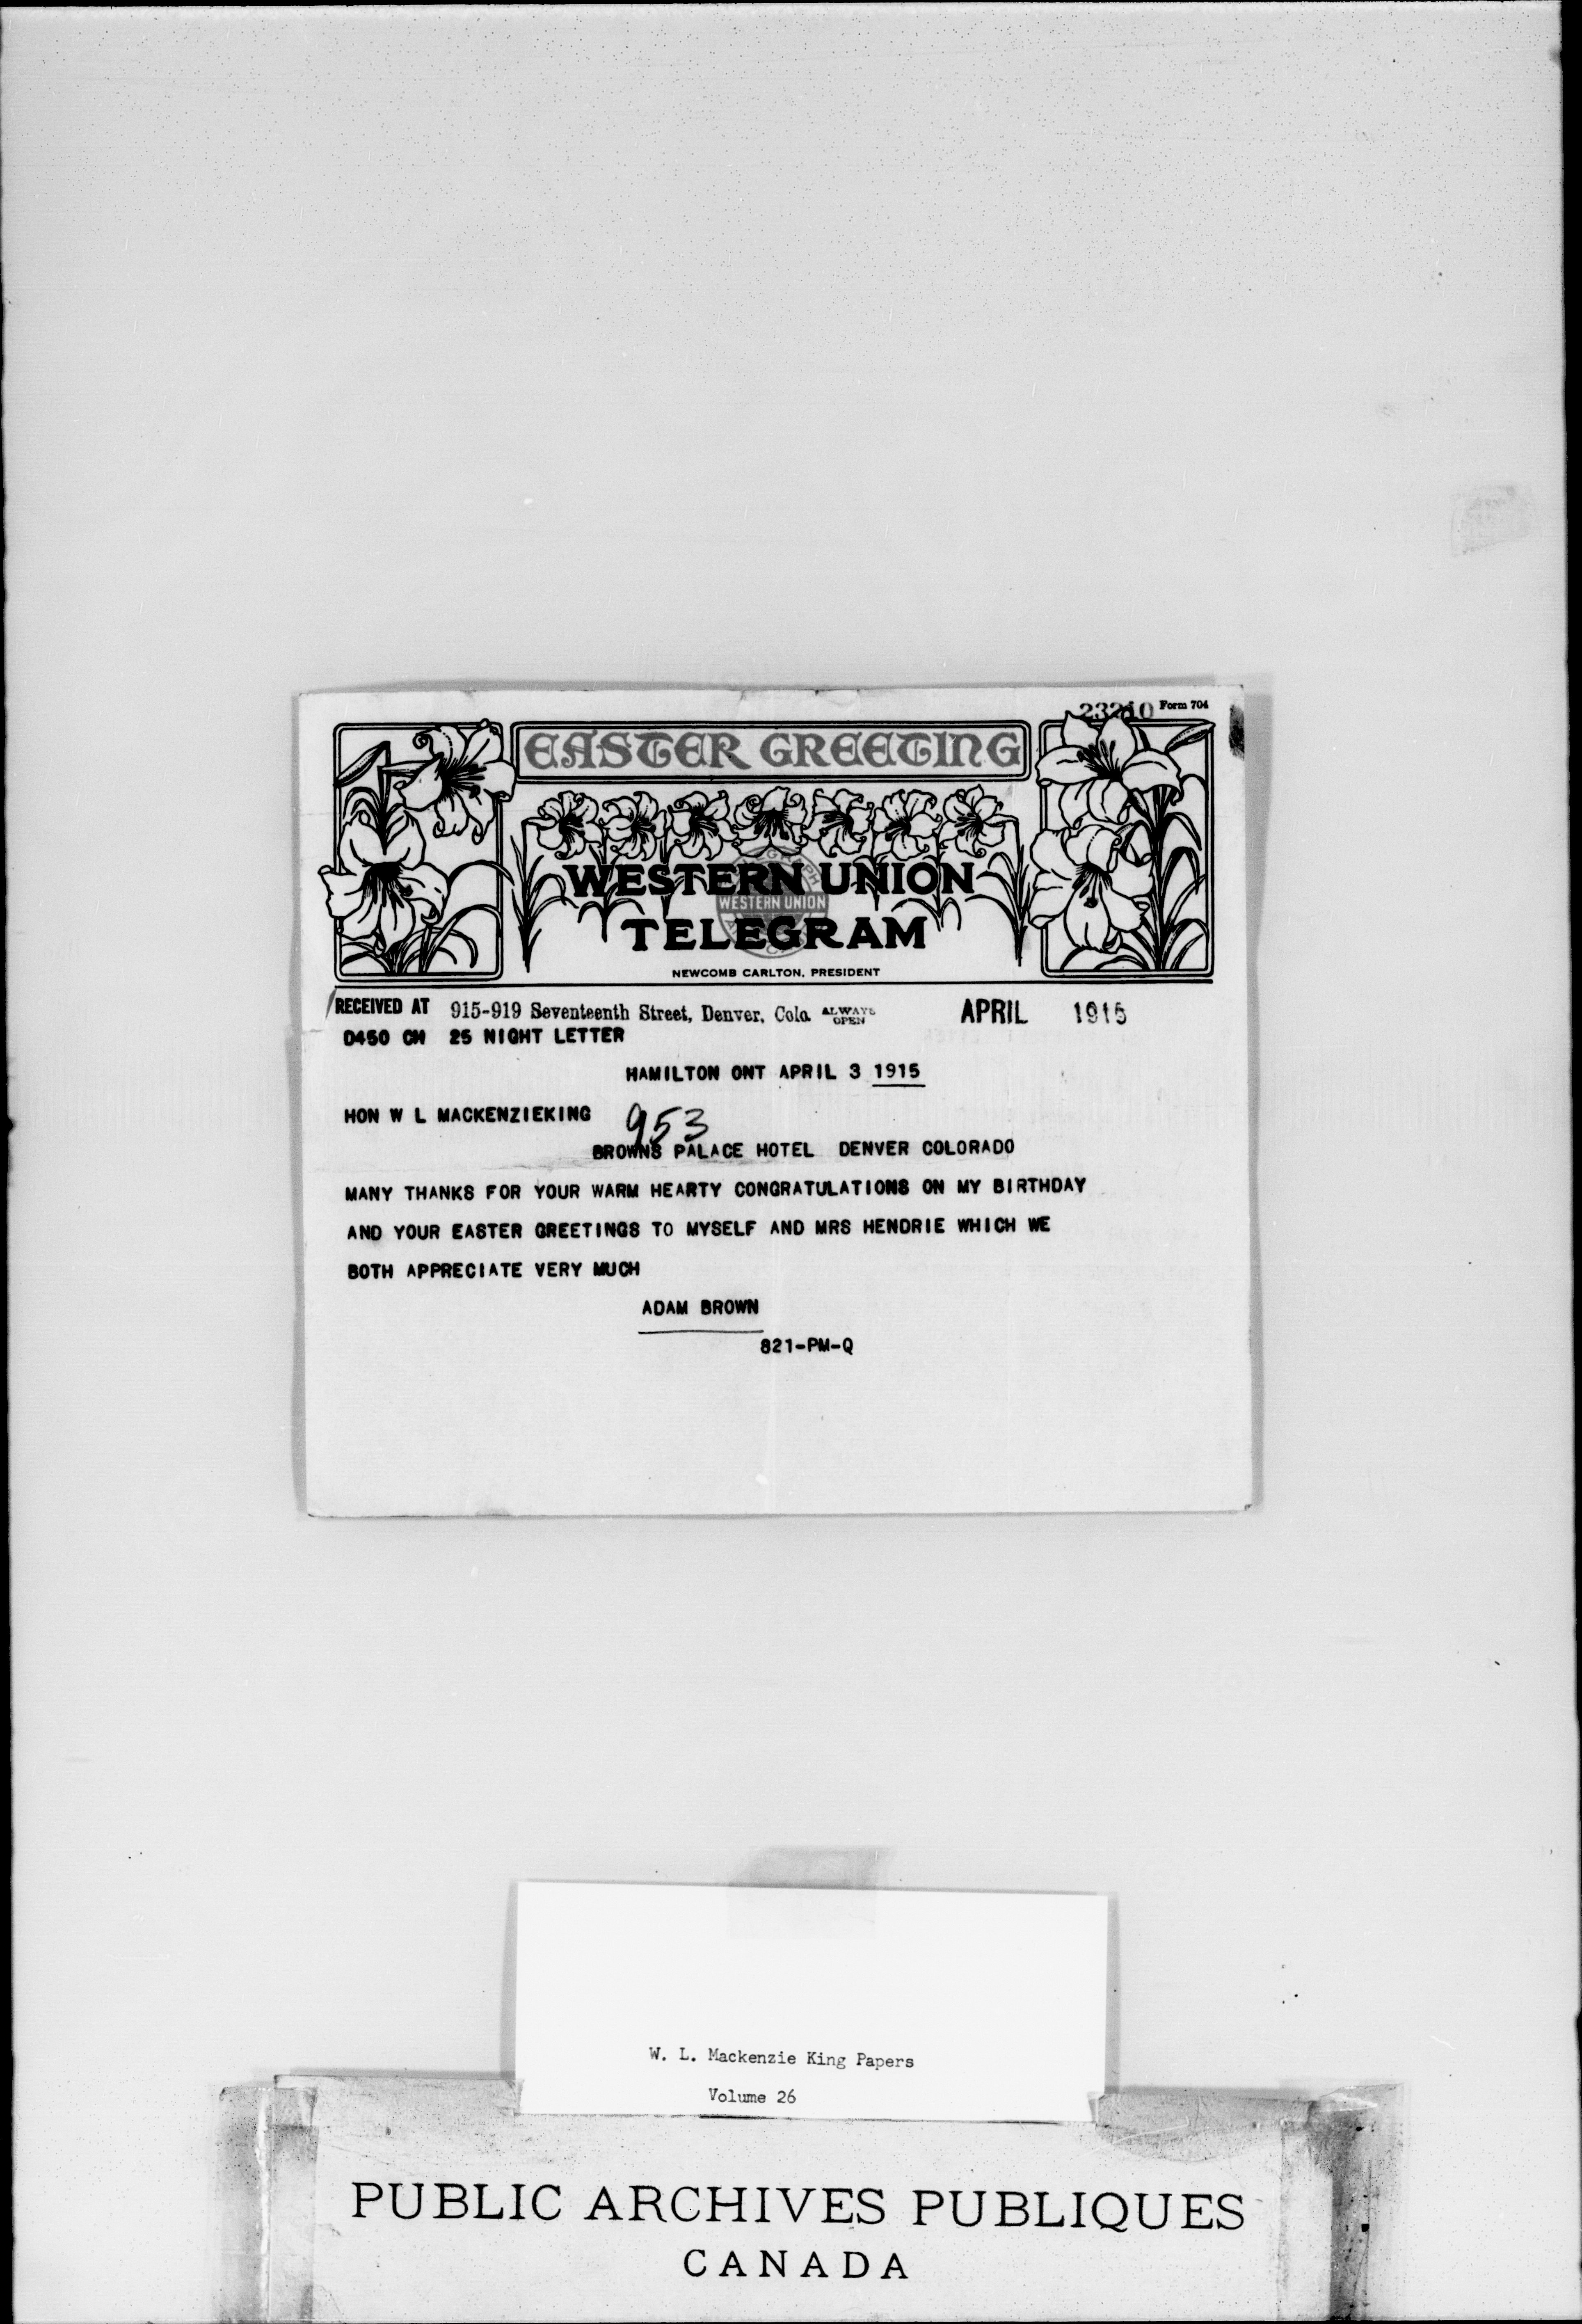 23210 Form 704
EASTER GREETING
WESTERN UNION
WESTERN UNION
TELEGRAM
NEWCOMB CARLTON, PRESIDENT
RECEIVED AT 915-919 Seventeenth Street, Denver, Colo. ALWAYS OPEN APRIL 1915
D450 CH 25 NIGHT LETTER
HAMILTON ONT APRIL 3 1915
HON W L MACKENZIEKING
953
BROWNS PALACE HOTEL DENVER COLORADO
MANY THANKS FOR YOUR WARM HEARTY CONGRATULATIONS ON MY BIRTHDAY
AND YOUR EASTER GREETINGS TO MYSELF AND MRS HENDRIE WHICH WE
BOTH APPRECIATE VERY MUCH
ADAM BROWN
821-PM-Q
W. L. Mackenzie King Papers
Volume 26
PUBLIC ARCHIVES PUBLIQUES
CANADA